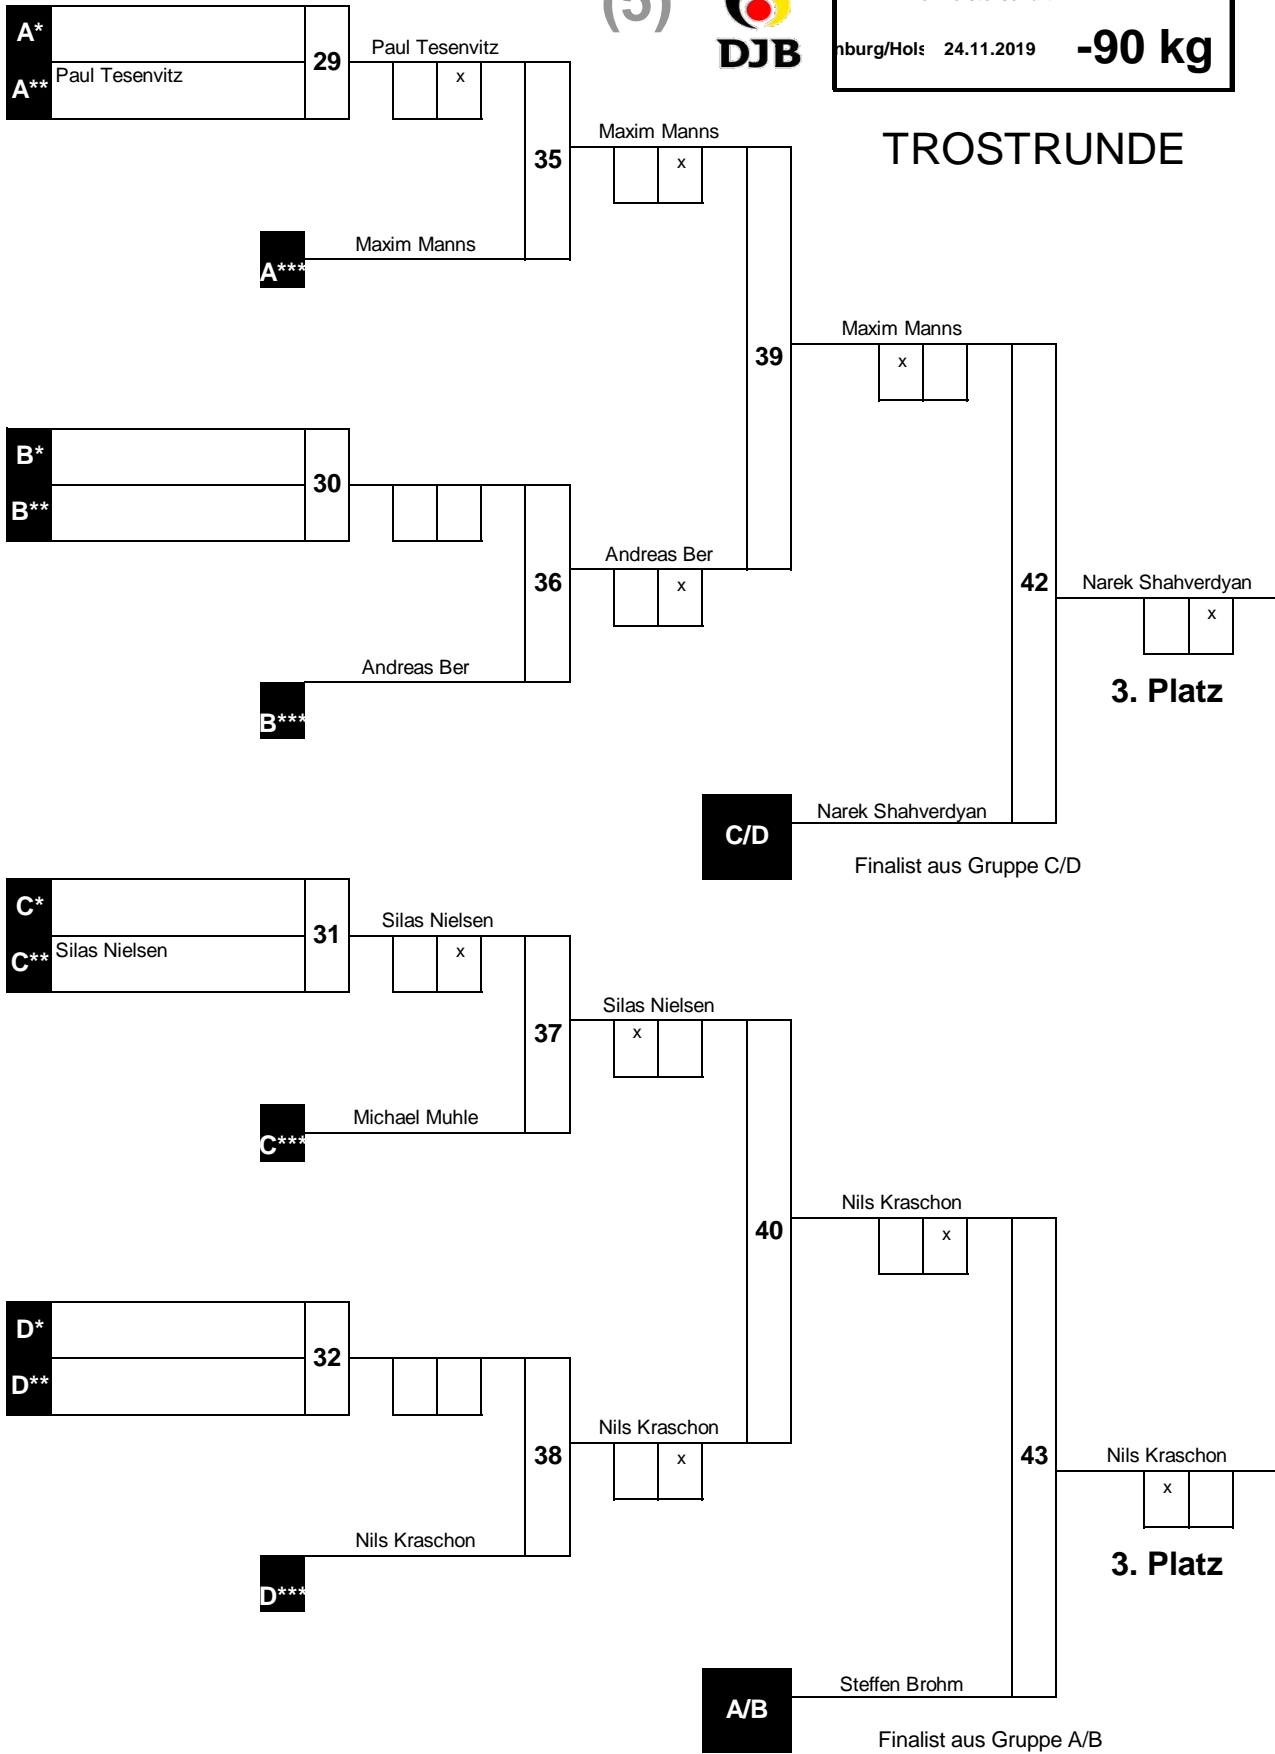 (5)
DJB
24.11.2019
-90 kg
TROSTRUNDE
A*
29
Paul Tesenvitz
x
A**
Paul Tesenvitz
35
Maxim Manns
x
A***
Maxim Manns
39
Maxim Manns
x
B*
30
B**
36
Andreas Ber
x
B***
Andreas Ber
42
Narek Shahverdyan
x
3. Platz
C/D
Narek Shahverdyan
Finalist aus Gruppe C/D
C*
31
Silas Nielsen
x
C**
Silas Nielsen
37
Silas Nielsen
x
C***
Michael Muhle
40
Nils Kraschon
x
D*
32
D**
38
Nils Kraschon
x
D***
Nils Kraschon
43
Nils Kraschon
x
3. Platz
A/B
Steffen Brohm
Finalist aus Gruppe A/B